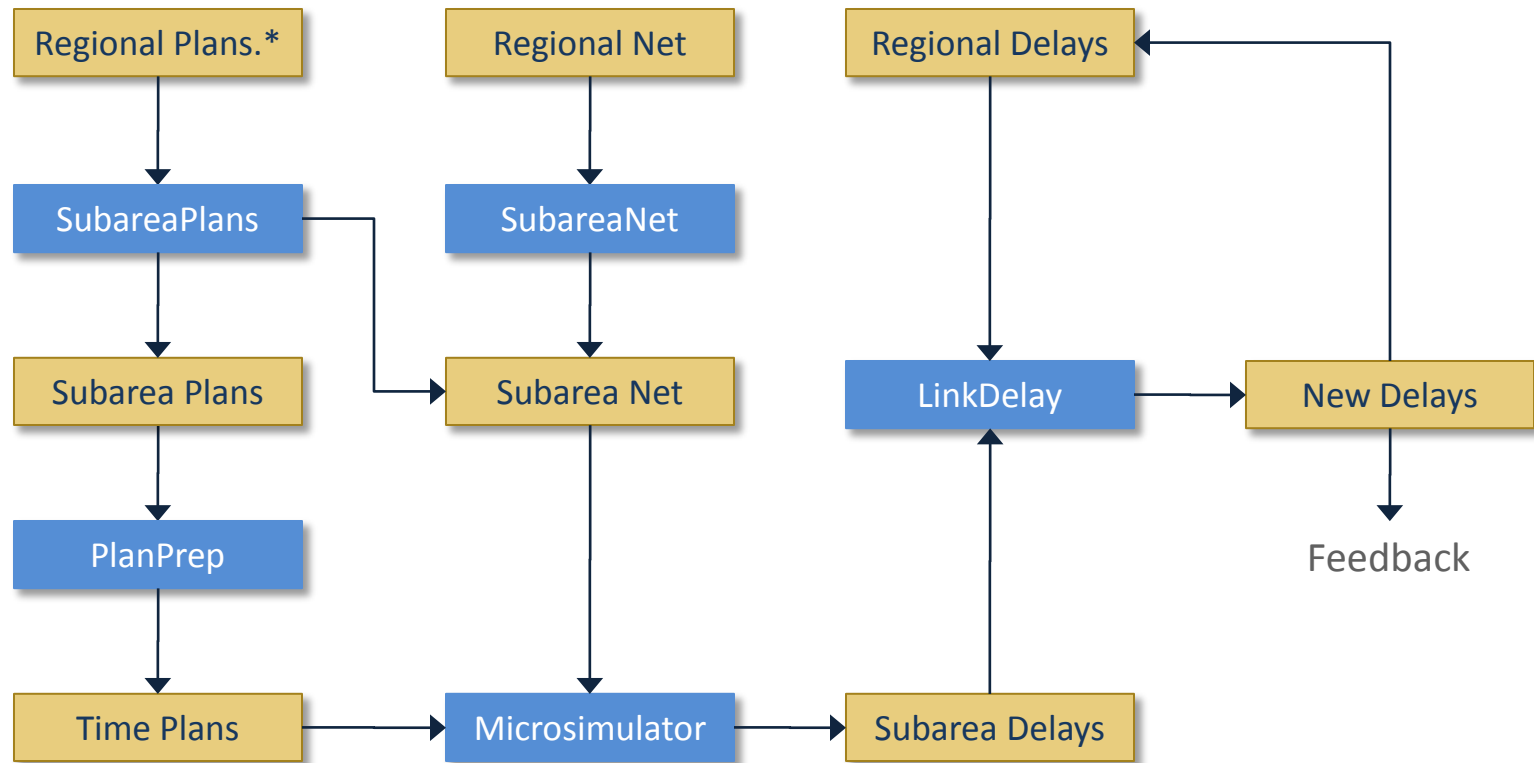 Regional Plans.*
Regional Net
Regional Delays
SubareaPlans
SubareaNet
Subarea Plans
Subarea Net
LinkDelay
New Delays
PlanPrep
Feedback
Time Plans
Microsimulator
Subarea Delays